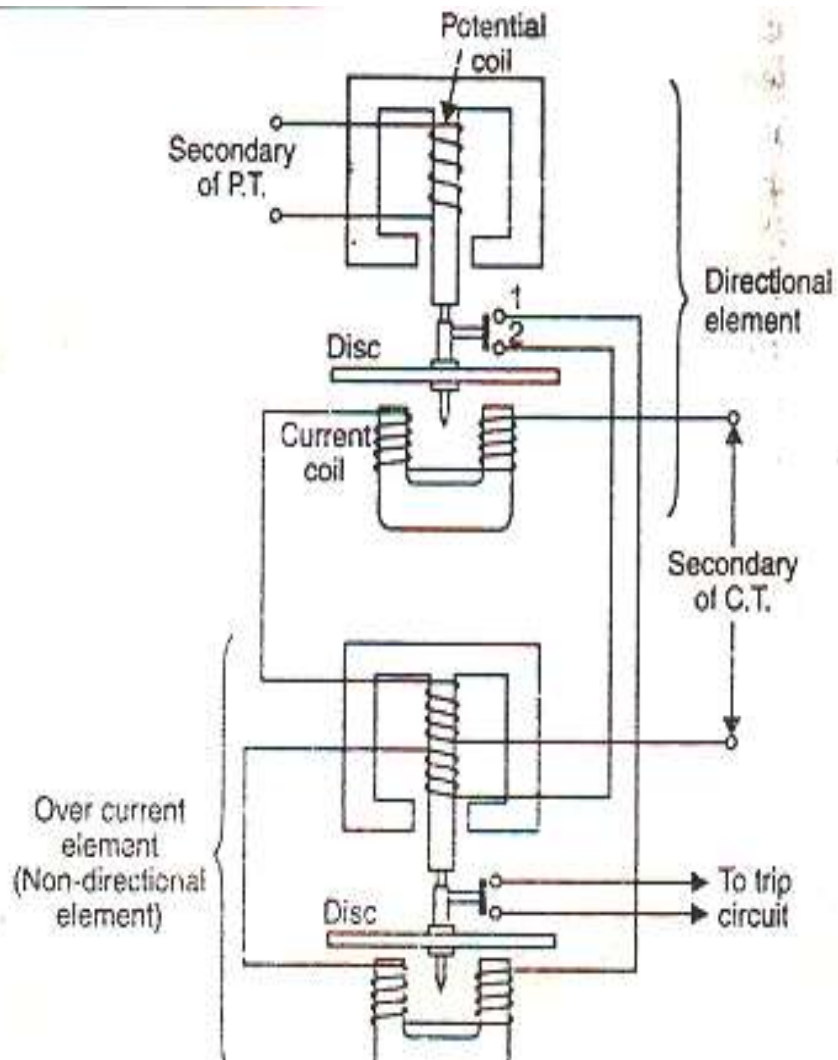 Potential
coil
Secondary
of P.T.
1
2
Directional
element
Disc
Current
coil
Secondary
of C.T.
Over current
element
(Non-directional
element)
To trip
circuit
Disc